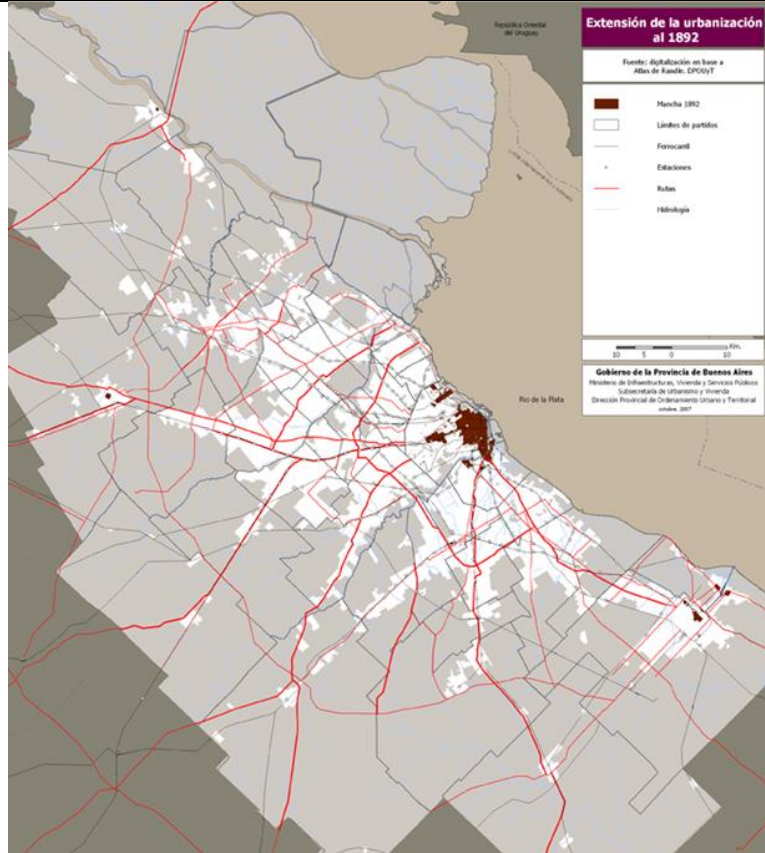 República Oriental
del Uruguay
Extensión de la urbanización
al 1892
Fuente: digitalización en base a
Atlas de Randle. DPOUyT
Mancha 1892
Límites de partidos
Ferrocarril
Estaciones
Rutas
Hidrología
Km.
10 5 0 10
Gobierno de la Provincia de Buenos Aires
Ministerio de Infraestructura, Vivienda y Servicios Públicos
Subsecretaría de Urbanismo y Vivienda
Dirección Provincial de Ordenamiento Urbano y Territorial
octubre 2007
Río de la Plata